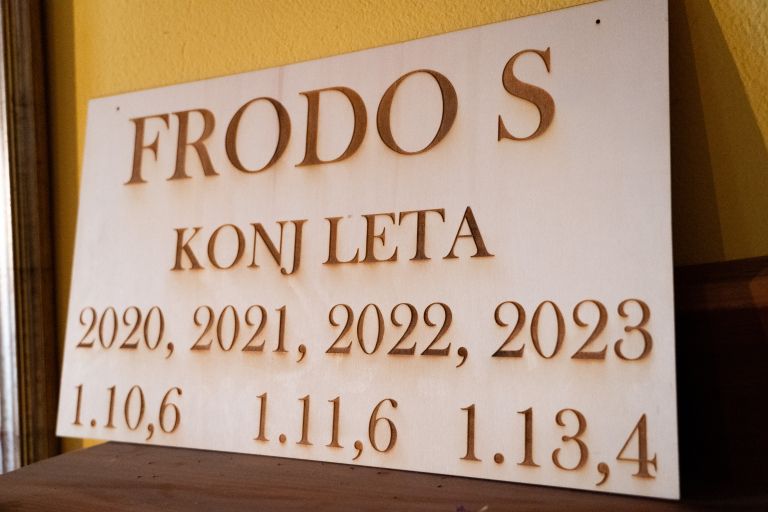 FRODO S
KONJ LETA
2020, 2021, 2022, 2023
1.10,6 1.11,6 1.13,4